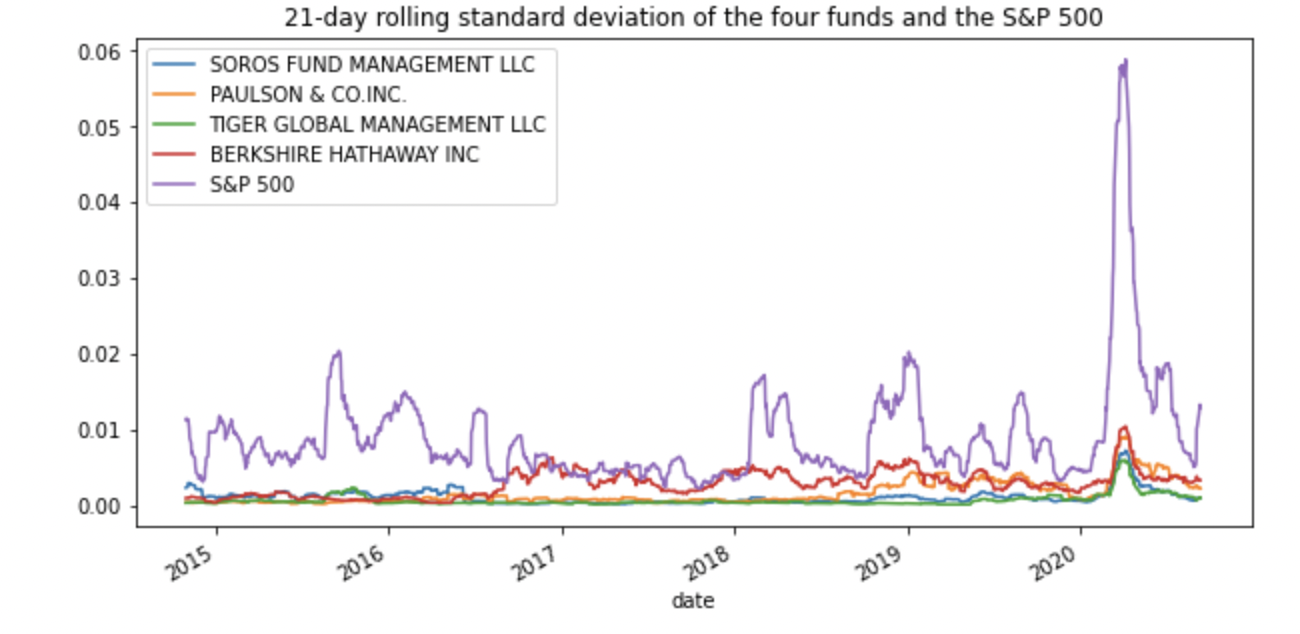 21-day rolling standard deviation of the four funds and the S&P 500
0.06
0.05
0.04
0.03
0.02
0.01
0.00
SOROS FUND MANAGEMENT LLC
PAULSON & CO.INC.
TIGER GLOBAL MANAGEMENT LLC
BERKSHIRE HATHAWAY INC
S&P 500
2015 2016 2017 2018 2019 2020
date